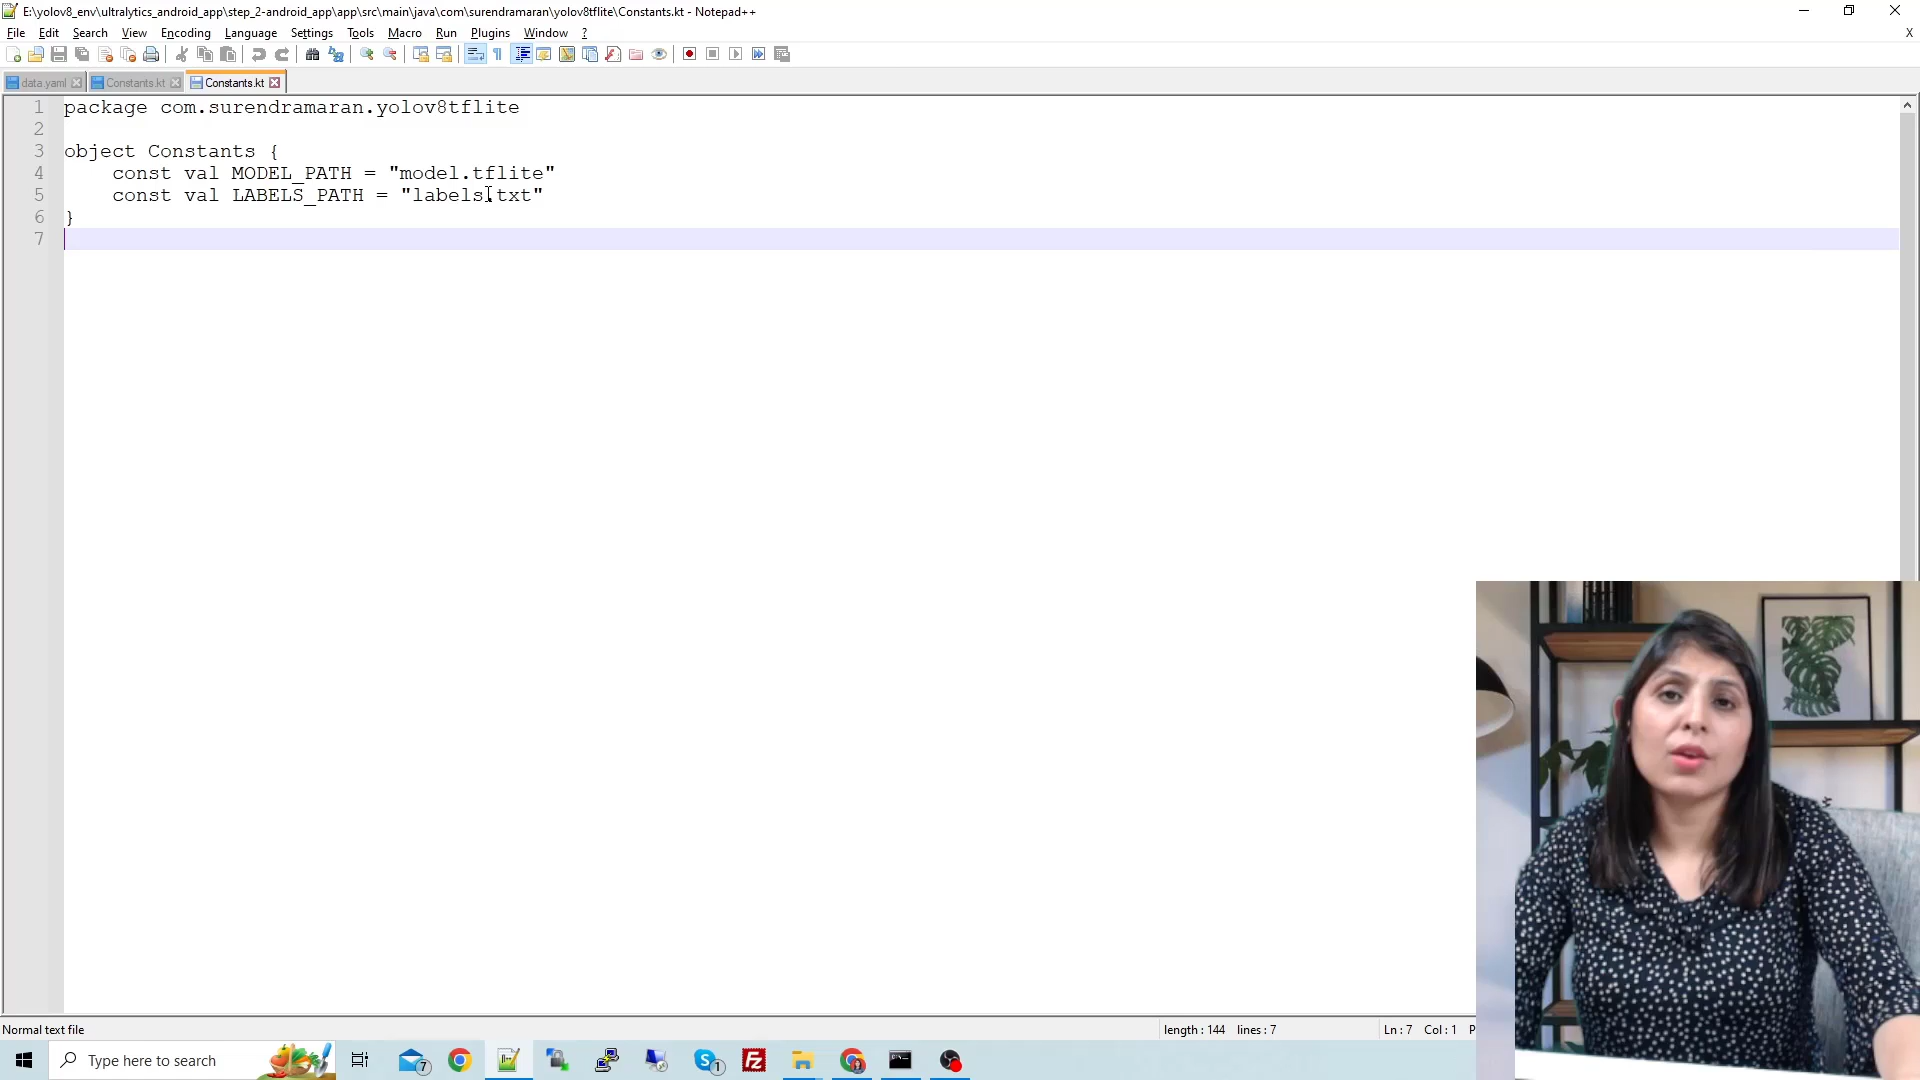 E:\yolov8_env\ultralytics_android_app\step_2-android_app\app\src\main\java\com\surendramaran\yolov8tflite\Constants.kt - Notepad++
File Edit Search View Encoding Language Settings Tools Macro Run Plugins Window ? X
data.yaml Constants.kt Constants.kt
1 package com.surendramaran.yolov8tflite
2
3 object Constants {
4 const val MODEL_PATH = "model.tflite"
5 const val LABELS_PATH = "labels.txt"
6 }
7
Normal text file length : 144 lines : 7 Ln : 7 Col : 1 P
Type here to search 7 1